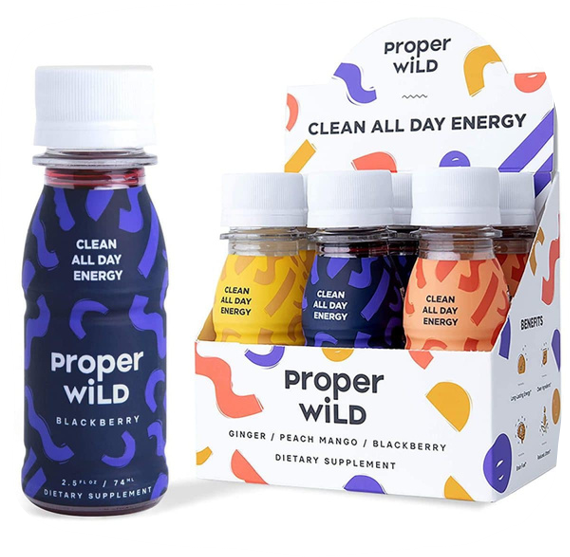 CLEAN
ALL DAY
ENERGY
proper
wiLD
BLACKBERRY
2.5 FL OZ / 74 ML
DIETARY SUPPLEMENT
proper
wiLD
CLEAN ALL DAY ENERGY
CLEAN
ALL DAY
ENERGY
CLEAN
ALL DAY
ENERGY
CLEAN
ALL DAY
ENERGY
proper
wiLD
GINGER / PEACH MANGO / BLACKBERRY
DIETARY SUPPLEMENT
BENEFITS